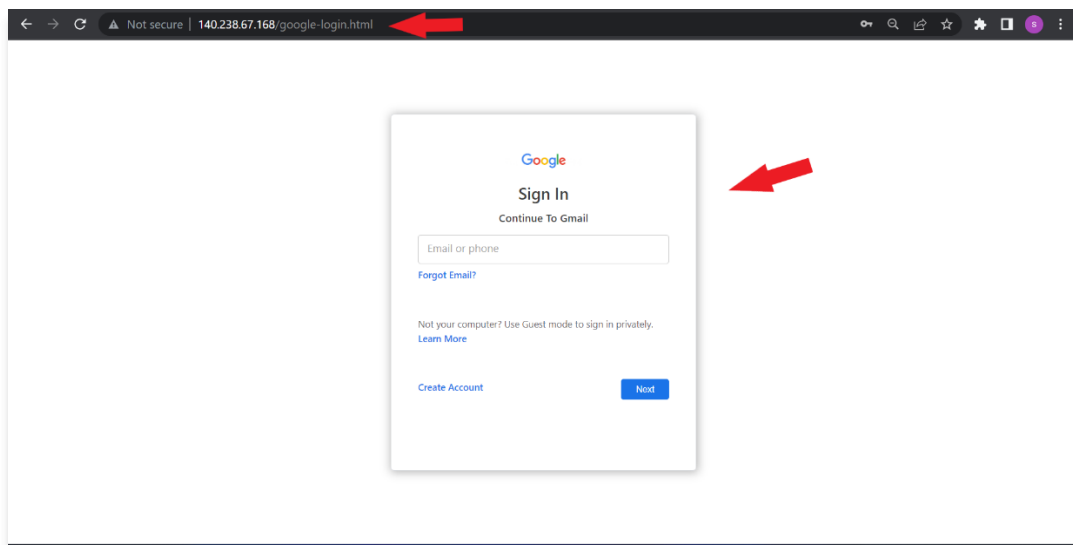 Not secure | 140.238.67.168/google-login.html
s
Google
Sign In
Continue To Gmail
Email or phone
Forgot Email?
Not your computer? Use Guest mode to sign in privately.
Learn More
Create Account
Next